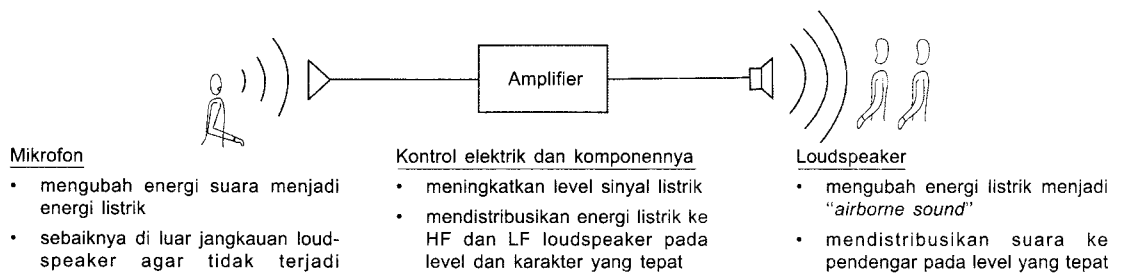 Amplifier
Mikrofon
• mengubah energi suara menjadi
energi listrik
• sebaiknya di luar jangkauan loud-
speaker agar tidak terjadi
Kontrol elektrik dan komponennya
• meningkatkan level sinyal listrik
• mendistribusikan energi listrik ke
HF dan LF loudspeaker pada
level dan karakter yang tepat
Loudspeaker
• mengubah energi listrik menjadi
“airborne sound”
• mendistribusikan suara ke
pendengar pada level yang tepat